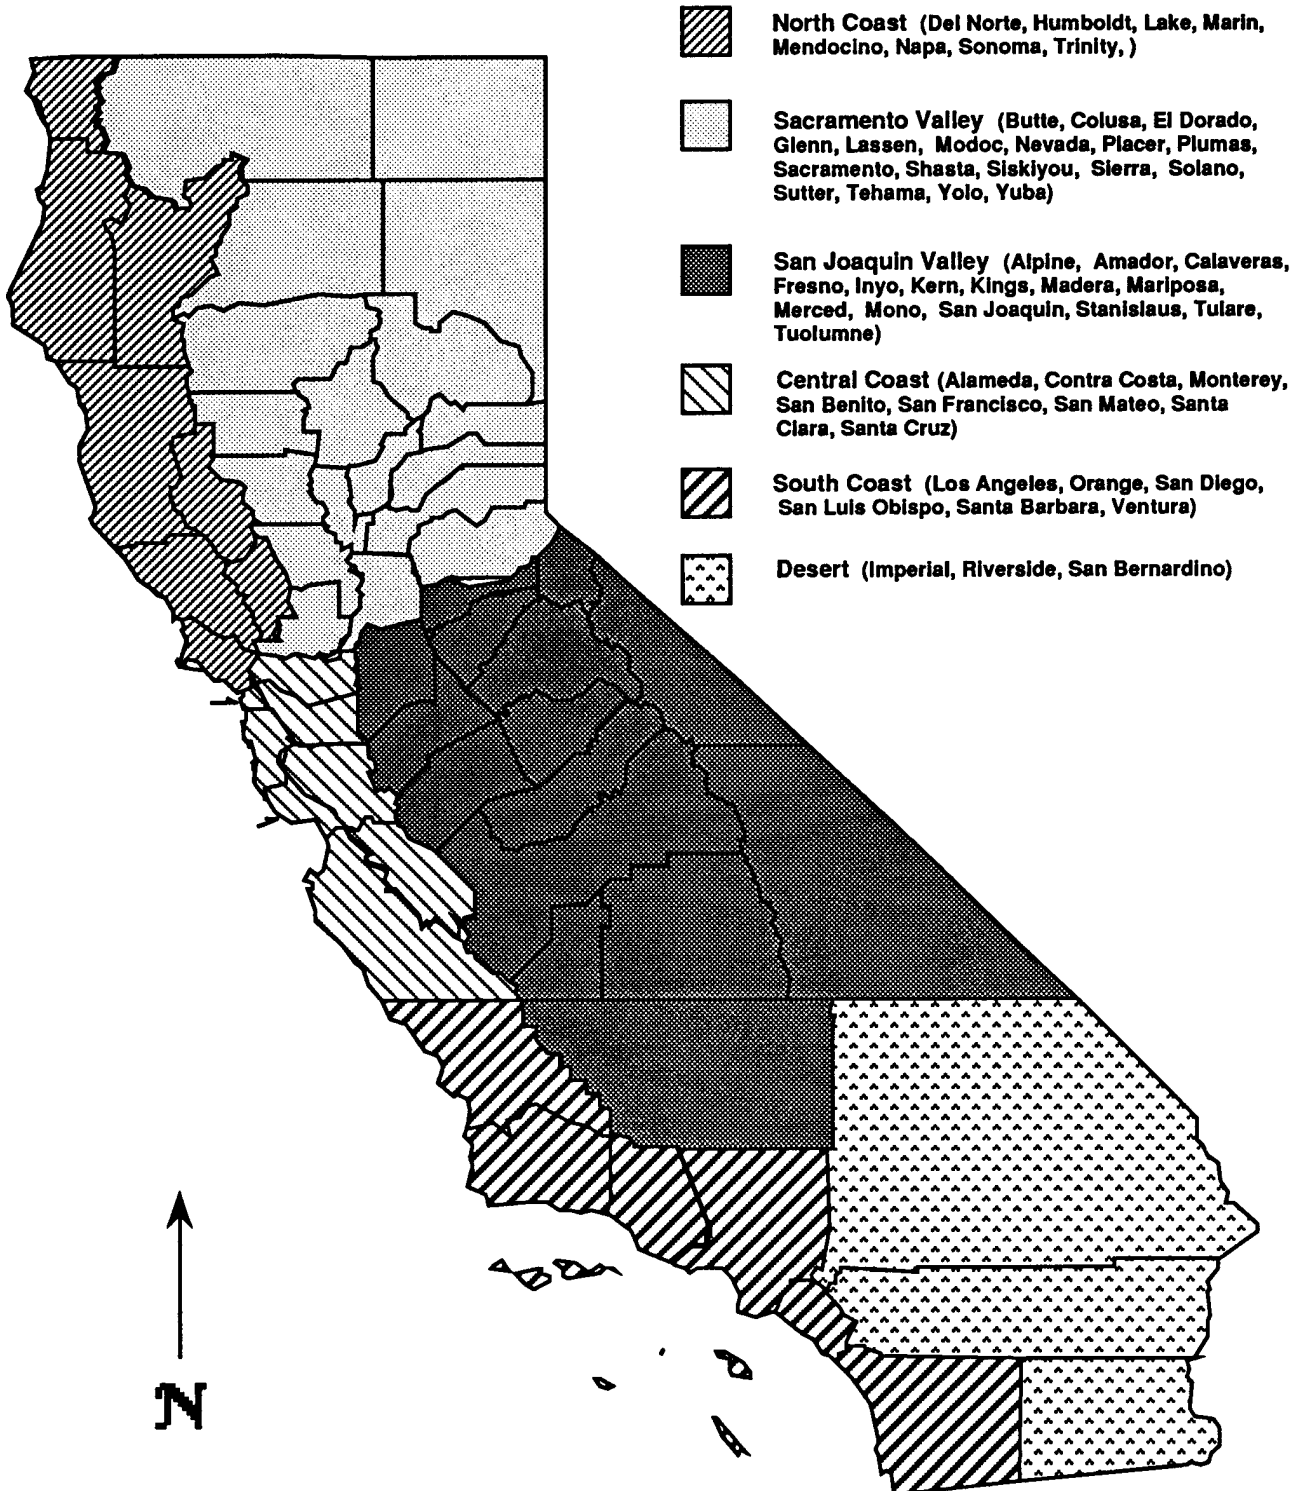 North Coast (Del Norte, Humboldt, Lake, Marin,
Mendocino, Napa, Sonoma, Trinity, )
Sacramento Valley (Butte, Colusa, El Dorado,
Glenn, Lassen, Modoc, Nevada, Placer, Plumas,
Sacramento, Shasta, Siskiyou, Sierra, Solano,
Sutter, Tehama, Yolo, Yuba)
San Joaquin Valley (Alpine, Amador, Calaveras,
Fresno, Inyo, Kern, Kings, Madera, Mariposa,
Merced, Mono, San Joaquin, Stanislaus, Tulare,
Tuolumne)
Central Coast (Alameda, Contra Costa, Monterey,
San Benito, San Francisco, San Mateo, Santa
Clara, Santa Cruz)
South Coast (Los Angeles, Orange, San Diego,
San Luis Obispo, Santa Barbara, Ventura)
Desert (Imperial, Riverside, San Bernardino)
N